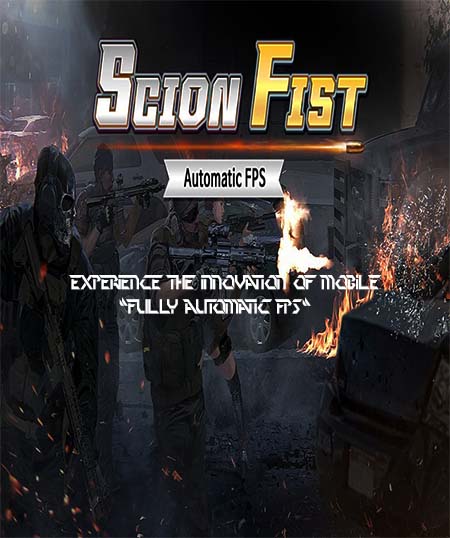 SCION FIST
Automatic FPS
EXPERIENCE THE INNOVATION OF MOBILE
"FULLY AUTOMATIC FPS"